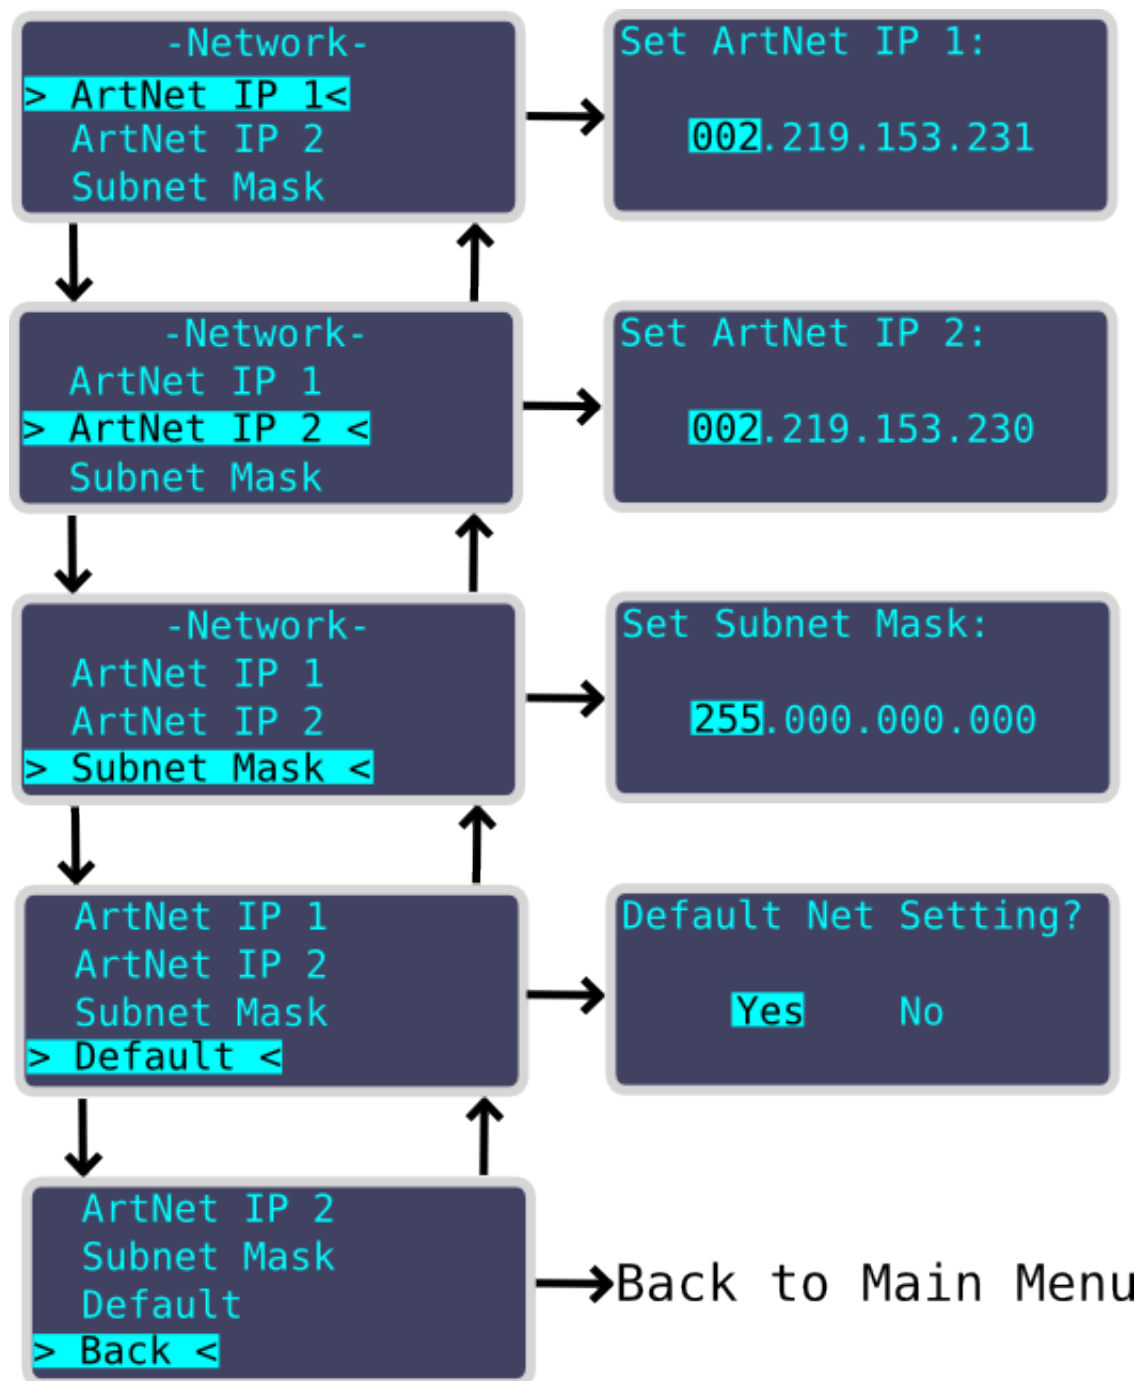 -Network-
> ArtNet IP 1<
ArtNet IP 2
Subnet Mask
Set ArtNet IP 1:
002.219.153.231
-Network-
ArtNet IP 1
> ArtNet IP 2 <
Subnet Mask
Set ArtNet IP 2:
002.219.153.230
-Network-
ArtNet IP 1
ArtNet IP 2
> Subnet Mask <
Set Subnet Mask:
255.000.000.000
ArtNet IP 1
ArtNet IP 2
Subnet Mask
> Default <
Default Net Setting?
Yes No
ArtNet IP 2
Subnet Mask
Default
> Back <
Back to Main Menu